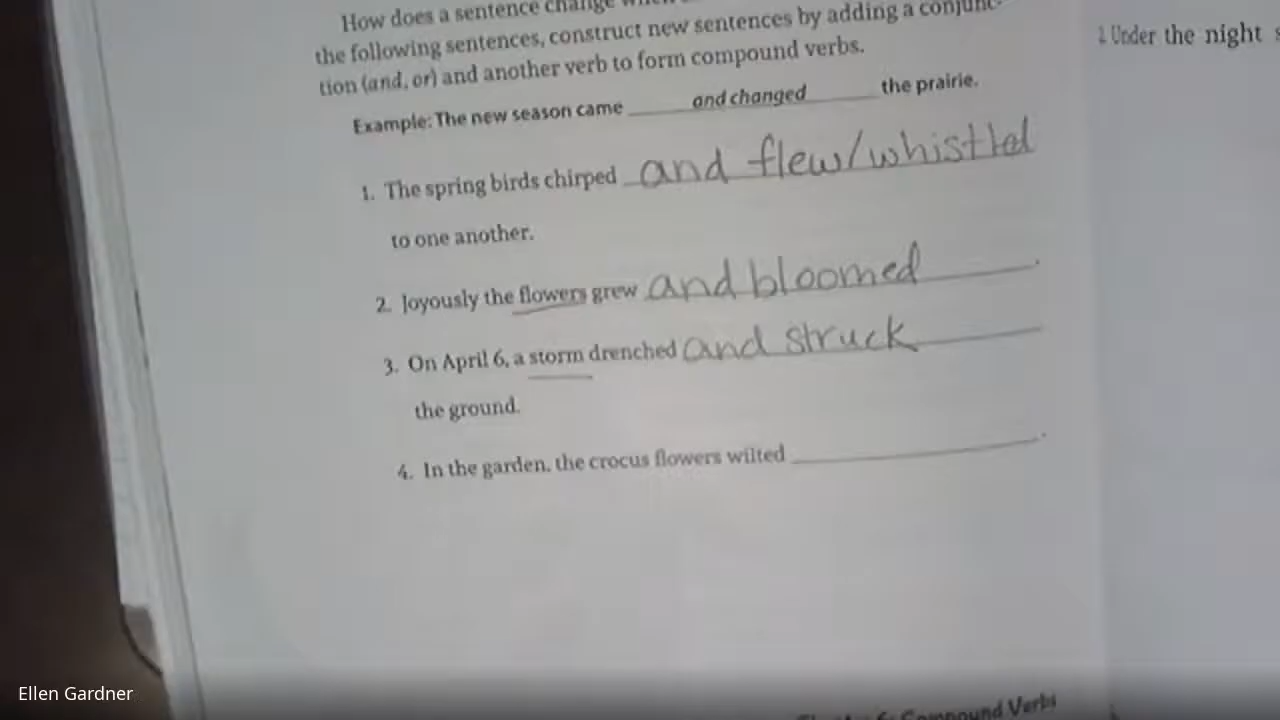 How does a sentence change
the following sentences, construct new sentences by adding a conjunc-
tion (and, or) and another verb to form compound verbs.
Example: The new season came and changed the prairie.
1. The spring birds chirped and flew/whistled
to one another.
2. Joyously the flowers grew and bloomed.
3. On April 6, a storm drenched and struck
the ground.
4. In the garden, the crocus flowers wilted .
Compound Verbs
Under the night
Ellen Gardner